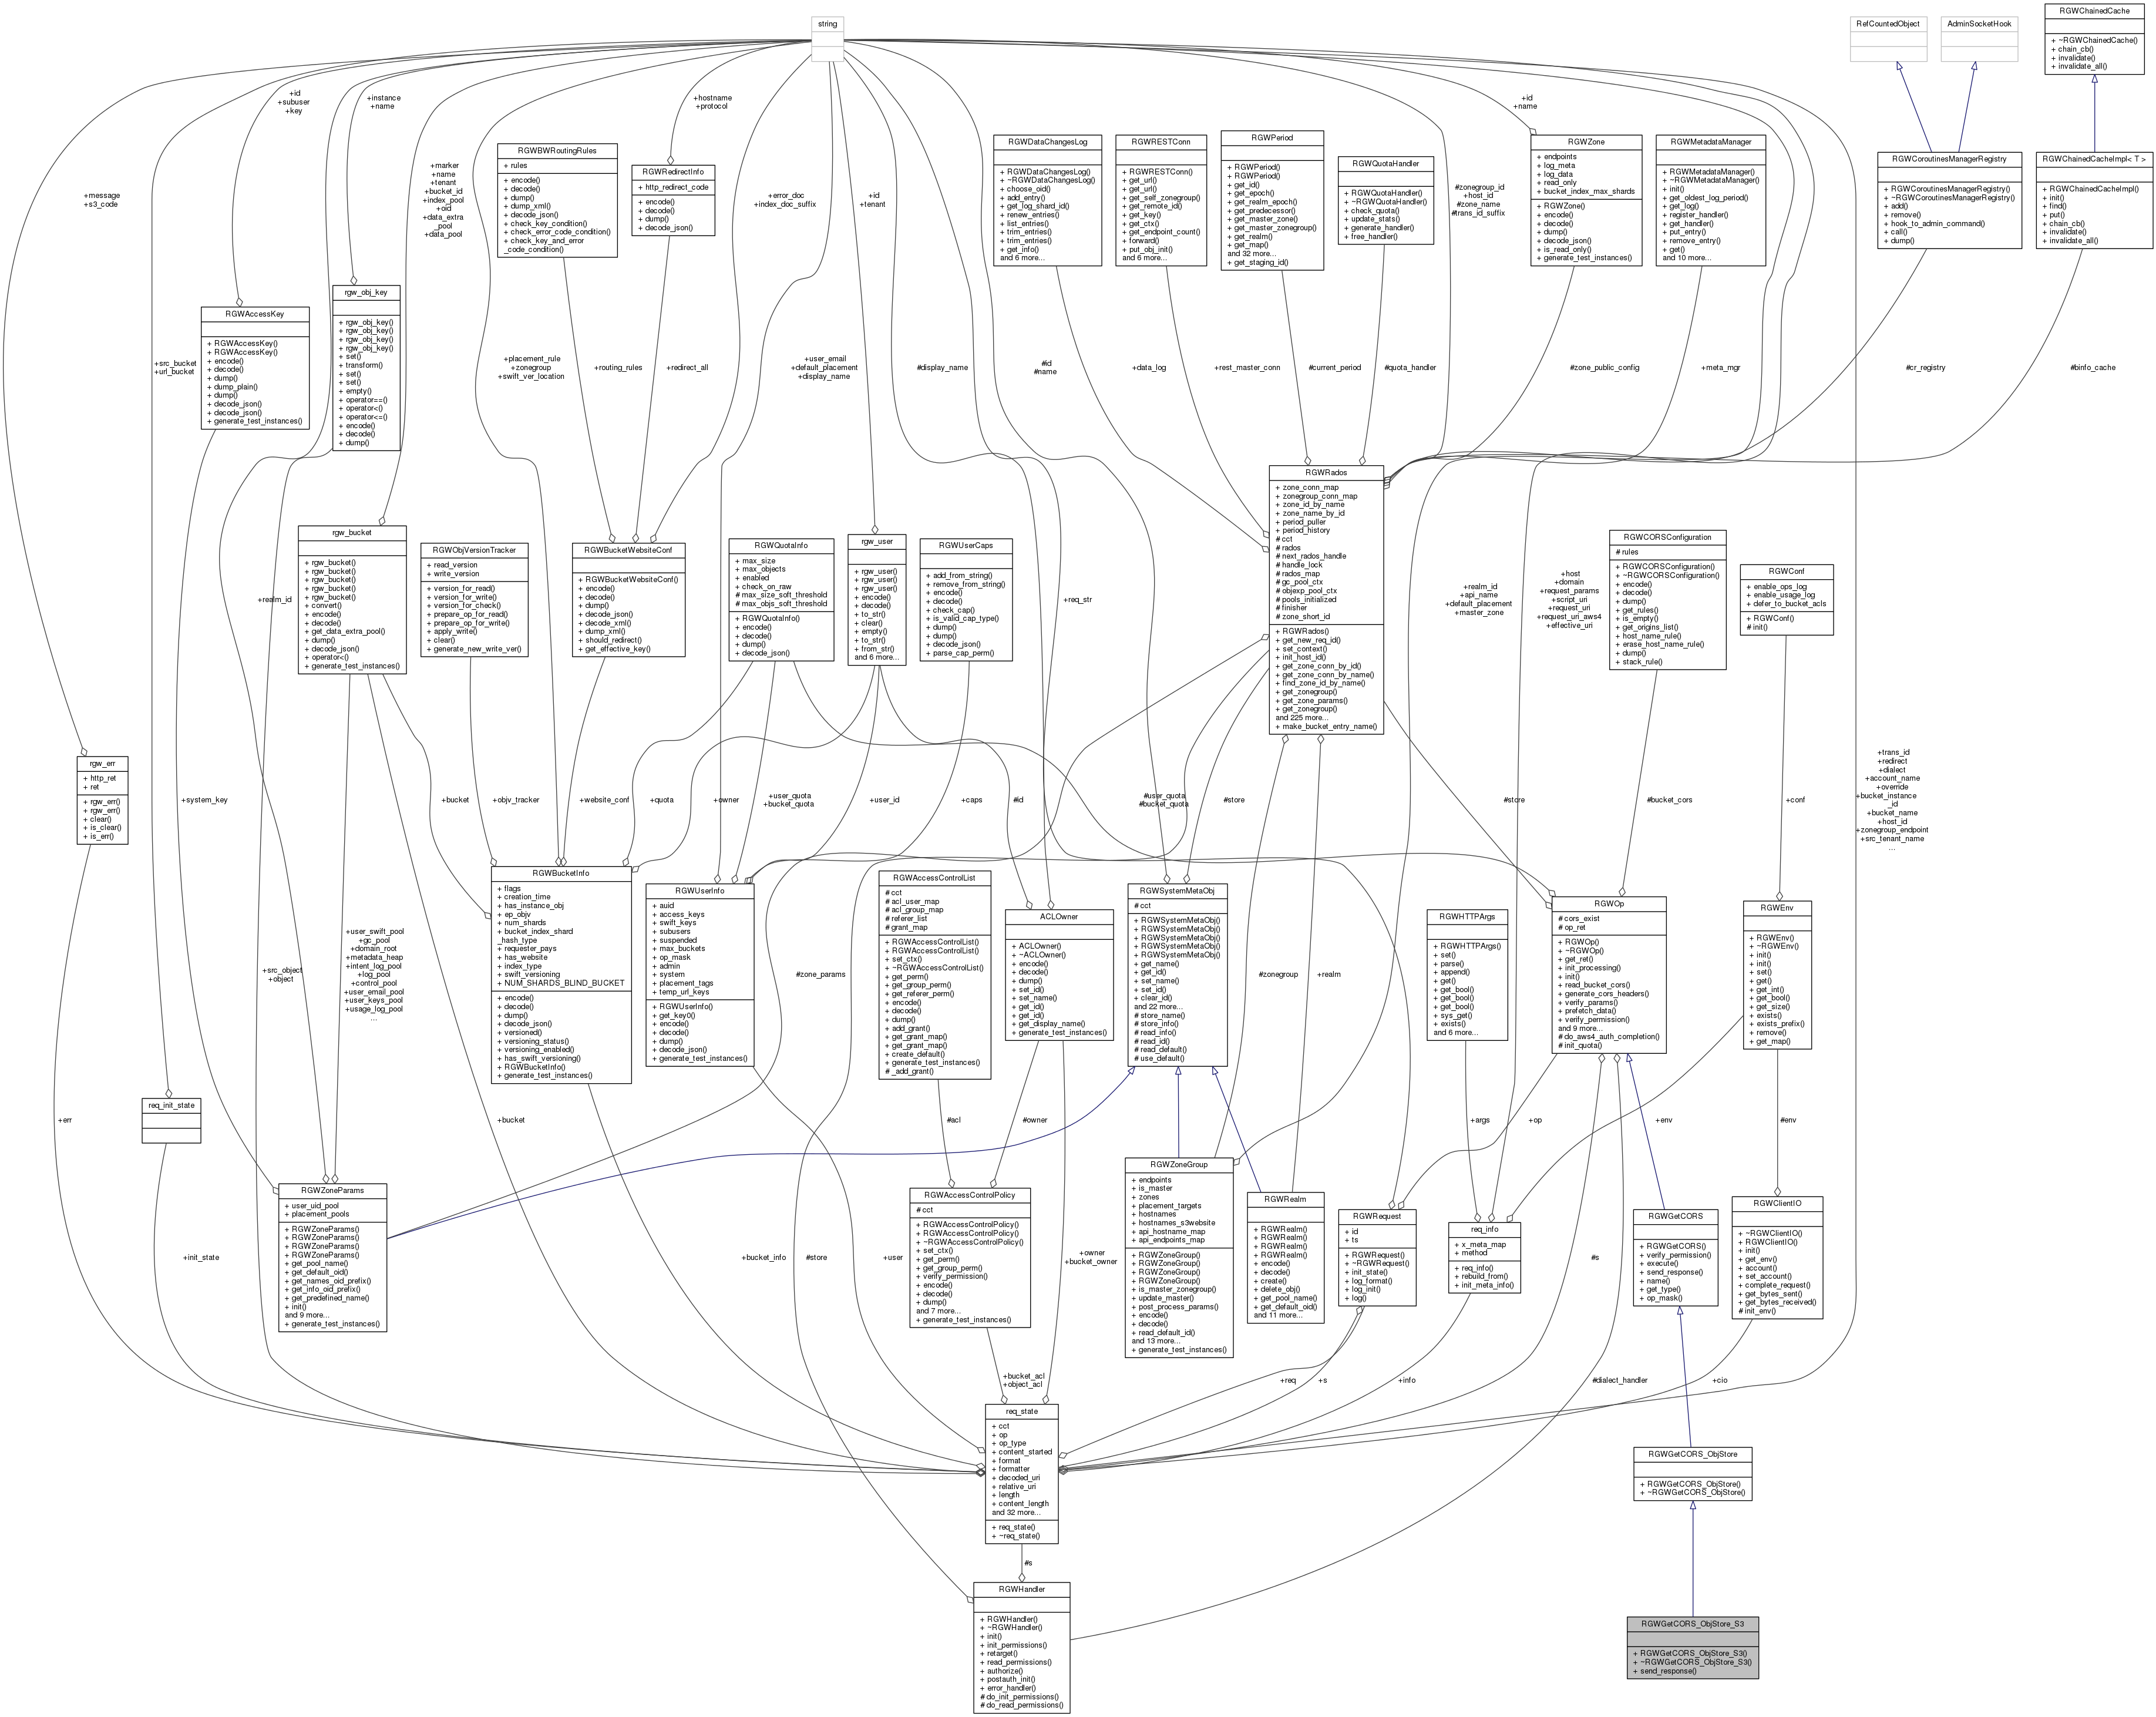 string
RefCountedObject
AdminSocketHook
RGWChainedCache
+ ~RGWChainedCache()
+ chain_cb()
+ invalidate()
+ invalidate_all()
+id
+subuser
+key
+instance
+name
+hostname
+protocol
+id
+name
+message
+s3_code
+marker
+name
+tenant
+bucket_id
+index_pool
+oid
+data_extra
_pool
+data_pool
RGWBWRoutingRules
+ rules
+ encode()
+ decode()
+ dump()
+ dump_xml()
+ decode_json()
+ check_key_condition()
+ check_error_code_condition()
+ check_key_and_error
_code_condition()
RGWRedirectInfo
+ http_redirect_code
+ encode()
+ decode()
+ dump()
+ decode_json()
+error_doc
+index_doc_suffix
+id
+tenant
RGWDataChangesLog
+ RGWDataChangesLog()
+ ~RGWDataChangesLog()
+ choose_oid()
+ add_entry()
+ get_log_shard_id()
+ renew_entries()
+ list_entries()
+ trim_entries()
+ trim_entries()
+ get_info()
and 6 more...
RGWRESTConn
+ RGWRESTConn()
+ get_url()
+ get_url()
+ get_self_zonegroup()
+ get_remote_id()
+ get_key()
+ get_ctx()
+ get_endpoint_count()
+ forward()
+ put_obj_init()
and 6 more...
RGWPeriod
+ RGWPeriod()
+ RGWPeriod()
+ get_id()
+ get_epoch()
+ get_realm_epoch()
+ get_predecessor()
+ get_master_zone()
+ get_master_zonegroup()
+ get_realm()
+ get_map()
and 32 more...
+ get_staging_id()
RGWQuotaHandler
+ RGWQuotaHandler()
+ ~RGWQuotaHandler()
+ check_quota()
+ update_stats()
+ generate_handler()
+ free_handler()
#zonegroup_id
#host_id
#zone_name
#trans_id_suffix
RGWZone
+ endpoints
+ log_meta
+ log_data
+ read_only
+ bucket_index_max_shards
+ RGWZone()
+ encode()
+ decode()
+ dump()
+ decode_json()
+ is_read_only()
+ generate_test_instances()
RGWMetadataManager
+ RGWMetadataManager()
+ ~RGWMetadataManager()
+ init()
+ get_oldest_log_period()
+ get_log()
+ register_handler()
+ get_handler()
+ put_entry()
+ remove_entry()
+ get()
and 10 more...
RGWCoroutinesManagerRegistry
+ RGWCoroutinesManagerRegistry()
+ ~RGWCoroutinesManagerRegistry()
+ add()
+ remove()
+ hook_to_admin_command()
+ call()
+ dump()
RGWChainedCacheImpl< T >
+ RGWChainedCacheImpl()
+ init()
+ find()
+ put()
+ chain_cb()
+ invalidate()
+ invalidate_all()
RGWAccessKey
+ RGWAccessKey()
+ RGWAccessKey()
+ encode()
+ decode()
+ dump()
+ dump_plain()
+ dump()
+ decode_json()
+ decode_json()
+ generate_test_instances()
rgw_obj_key
+ rgw_obj_key()
+ rgw_obj_key()
+ rgw_obj_key()
+ rgw_obj_key()
+ set()
+ transform()
+ set()
+ set()
+ empty()
+ operator==()
+ operator<()
+ operator<=()
+ encode()
+ decode()
+ dump()
+src_bucket
+url_bucket
+placement_rule
+zonegroup
+swift_ver_location
+routing_rules
+redirect_all
+user_email
+default_placement
+display_name
#display_name
#id
#name
+data_log
+rest_master_conn
#current_period
#quota_handler
#zone_public_config
+meta_mgr
#cr_registry
#binfo_cache
RGWRados
+ zone_conn_map
+ zonegroup_conn_map
+ zone_id_by_name
+ zone_name_by_id
+ period_puller
+ period_history
# cct
# rados
# next_rados_handle
# handle_lock
# rados_map
# gc_pool_ctx
# objexp_pool_ctx
# pools_initialized
# finisher
# zone_short_id
+ RGWRados()
+ get_new_req_id()
+ set_context()
+ init_host_id()
+ get_zone_conn_by_id()
+ get_zone_conn_by_name()
+ find_zone_id_by_name()
+ get_zonegroup()
+ get_zone_params()
+ get_zonegroup()
and 225 more...
+ make_bucket_entry_name()
+realm_id
rgw_bucket
+ rgw_bucket()
+ rgw_bucket()
+ rgw_bucket()
+ rgw_bucket()
+ rgw_bucket()
+ convert()
+ encode()
+ decode()
+ get_data_extra_pool()
+ dump()
+ decode_json()
+ operator<()
+ generate_test_instances()
RGWObjVersionTracker
+ read_version
+ write_version
+ version_for_read()
+ version_for_write()
+ version_for_check()
+ prepare_op_for_read()
+ prepare_op_for_write()
+ apply_write()
+ clear()
+ generate_new_write_ver()
RGWBucketWebsiteConf
+ RGWBucketWebsiteConf()
+ encode()
+ decode()
+ dump()
+ decode_json()
+ decode_xml()
+ dump_xml()
+ should_redirect()
+ get_effective_key()
RGWQuotaInfo
+ max_size
+ max_objects
+ enabled
+ check_on_raw
# max_size_soft_threshold
# max_objs_soft_threshold
+ RGWQuotaInfo()
+ encode()
+ decode()
+ dump()
+ decode_json()
rgw_user
+ rgw_user()
+ rgw_user()
+ rgw_user()
+ encode()
+ decode()
+ to_str()
+ clear()
+ empty()
+ to_str()
+ from_str()
and 6 more...
RGWUserCaps
+ add_from_string()
+ remove_from_string()
+ encode()
+ decode()
+ check_cap()
+ is_valid_cap_type()
+ dump()
+ dump()
+ decode_json()
+ parse_cap_perm()
+req_str
+realm_id
+api_name
+default_placement
+master_zone
+host
+domain
+request_params
+script_uri
+request_uri
+request_uri_aws4
+effective_uri
RGWCORSConfiguration
# rules
+ RGWCORSConfiguration()
+ ~RGWCORSConfiguration()
+ encode()
+ decode()
+ dump()
+ get_rules()
+ is_empty()
+ get_origins_list()
+ host_name_rule()
+ erase_host_name_rule()
+ dump()
+ stack_rule()
RGWConf
+ enable_ops_log
+ enable_usage_log
+ defer_to_bucket_acls
+ RGWConf()
# init()
rgw_err
+ http_ret
+ ret
+ rgw_err()
+ rgw_err()
+ clear()
+ is_clear()
+ is_err()
+system_key
+bucket
+objv_tracker
+website_conf
+quota
+owner
+user_quota
+bucket_quota
+user_id
+caps
#id
#user_quota
#bucket_quota
#store
#store
#bucket_cors
+conf
+trans_id
+redirect
+dialect
+account_name
+override
+bucket_instance
_id
+bucket_name
+host_id
+zonegroup_endpoint
+src_tenant_name
...
RGWBucketInfo
+ flags
+ creation_time
+ has_instance_obj
+ ep_objv
+ num_shards
+ bucket_index_shard
_hash_type
+ requester_pays
+ has_website
+ index_type
+ swift_versioning
+ NUM_SHARDS_BLIND_BUCKET
+ encode()
+ decode()
+ dump()
+ decode_json()
+ versioned()
+ versioning_status()
+ versioning_enabled()
+ has_swift_versioning()
+ RGWBucketInfo()
+ generate_test_instances()
RGWUserInfo
+ auid
+ access_keys
+ swift_keys
+ subusers
+ suspended
+ max_buckets
+ op_mask
+ admin
+ system
+ placement_tags
+ temp_url_keys
+ RGWUserInfo()
+ get_key0()
+ encode()
+ decode()
+ dump()
+ decode_json()
+ generate_test_instances()
RGWAccessControlList
# cct
# acl_user_map
# acl_group_map
# referer_list
# grant_map
+ RGWAccessControlList()
+ RGWAccessControlList()
+ set_ctx()
+ ~RGWAccessControlList()
+ get_perm()
+ get_group_perm()
+ get_referer_perm()
+ encode()
+ decode()
+ dump()
+ add_grant()
+ get_grant_map()
+ get_grant_map()
+ create_default()
+ generate_test_instances()
# _add_grant()
ACLOwner
+ ACLOwner()
+ ~ACLOwner()
+ encode()
+ decode()
+ dump()
+ set_id()
+ set_name()
+ get_id()
+ get_id()
+ get_display_name()
+ generate_test_instances()
RGWSystemMetaObj
# cct
+ RGWSystemMetaObj()
+ RGWSystemMetaObj()
+ RGWSystemMetaObj()
+ RGWSystemMetaObj()
+ RGWSystemMetaObj()
+ get_name()
+ get_id()
+ set_name()
+ set_id()
+ clear_id()
and 22 more...
# store_name()
# store_info()
# read_info()
# read_id()
# read_default()
# use_default()
#zonegroup
+realm
RGWHTTPArgs
+ RGWHTTPArgs()
+ set()
+ parse()
+ append()
+ get()
+ get_bool()
+ get_bool()
+ get_bool()
+ sys_get()
+ exists()
and 6 more...
RGWOp
# cors_exist
# op_ret
+ RGWOp()
+ ~RGWOp()
+ get_ret()
+ init_processing()
+ init()
+ read_bucket_cors()
+ generate_cors_headers()
+ verify_params()
+ prefetch_data()
+ verify_permission()
and 9 more...
# do_aws4_auth_completion()
# init_quota()
RGWEnv
+ RGWEnv()
+ ~RGWEnv()
+ init()
+ init()
+ set()
+ get()
+ get_int()
+ get_bool()
+ get_size()
+ exists()
+ exists_prefix()
+ remove()
+ get_map()
+src_object
+object
+user_swift_pool
+gc_pool
+domain_root
+metadata_heap
+intent_log_pool
+log_pool
+control_pool
+user_email_pool
+user_keys_pool
+usage_log_pool
...
#zone_params
req_init_state
+err
+bucket
#acl
#owner
+args
+op
+env
#env
RGWZoneParams
+ user_uid_pool
+ placement_pools
+ RGWZoneParams()
+ RGWZoneParams()
+ RGWZoneParams()
+ RGWZoneParams()
+ get_pool_name()
+ get_default_oid()
+ get_names_oid_prefix()
+ get_info_oid_prefix()
+ get_predefined_name()
+ init()
and 9 more...
+ generate_test_instances()
RGWAccessControlPolicy
# cct
+ RGWAccessControlPolicy()
+ RGWAccessControlPolicy()
+ ~RGWAccessControlPolicy()
+ set_ctx()
+ get_perm()
+ get_group_perm()
+ verify_permission()
+ encode()
+ decode()
+ dump()
and 7 more...
+ generate_test_instances()
RGWZoneGroup
+ endpoints
+ is_master
+ zones
+ placement_targets
+ hostnames
+ hostnames_s3website
+ api_hostname_map
+ api_endpoints_map
+ RGWZoneGroup()
+ RGWZoneGroup()
+ RGWZoneGroup()
+ RGWZoneGroup()
+ is_master_zonegroup()
+ update_master()
+ post_process_params()
+ encode()
+ decode()
+ read_default_id()
and 13 more...
+ generate_test_instances()
RGWRealm
+ RGWRealm()
+ RGWRealm()
+ RGWRealm()
+ RGWRealm()
+ encode()
+ decode()
+ create()
+ delete_obj()
+ get_pool_name()
+ get_default_oid()
and 11 more...
RGWRequest
+ id
+ ts
+ RGWRequest()
+ ~RGWRequest()
+ init_state()
+ log_format()
+ log_init()
+ log()
req_info
+ x_meta_map
+ method
+ req_info()
+ rebuild_from()
+ init_meta_info()
RGWGetCORS
+ RGWGetCORS()
+ verify_permission()
+ execute()
+ send_response()
+ name()
+ get_type()
+ op_mask()
RGWClientIO
+ ~RGWClientIO()
+ RGWClientIO()
+ init()
+ get_env()
+ account()
+ set_account()
+ complete_request()
+ get_bytes_sent()
+ get_bytes_received()
# init_env()
+init_state
+bucket_info
#store
+user
+owner
+bucket_owner
#s
+bucket_acl
+object_acl
+req
+s
+info
#dialect_handler
+cio
req_state
+ cct
+ op
+ op_type
+ content_started
+ format
+ formatter
+ decoded_uri
+ relative_uri
+ length
+ content_length
and 32 more...
+ req_state()
+ ~req_state()
RGWGetCORS_ObjStore
+ RGWGetCORS_ObjStore()
+ ~RGWGetCORS_ObjStore()
#s
RGWHandler
+ RGWHandler()
+ ~RGWHandler()
+ init()
+ init_permissions()
+ retarget()
+ read_permissions()
+ authorize()
+ postauth_init()
+ error_handler()
# do_init_permissions()
# do_read_permissions()
RGWGetCORS_ObjStore_S3
+ RGWGetCORS_ObjStore_S3()
+ ~RGWGetCORS_ObjStore_S3()
+ send_response()